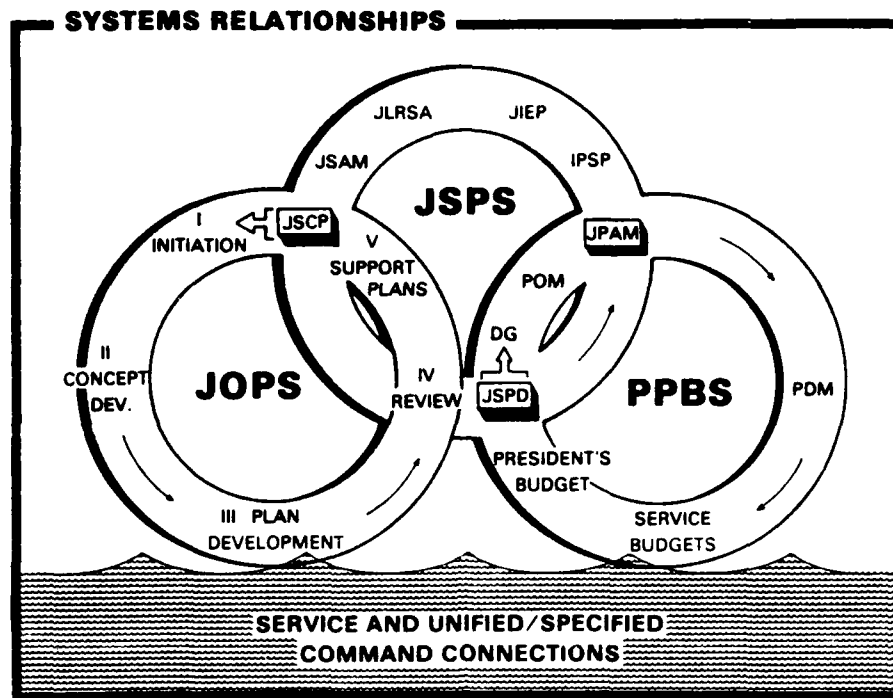 SYSTEMS RELATIONSHIPS
JLRSA
JIEP
JSAM
IPSP
JSPS
JSCP
I
INITIATION
V
SUPPORT
PLANS
JPAM
POM
DG
II
CONCEPT
DEV.
JOPS
IV
REVIEW
JSPD
PPBS
PDM
PRESIDENT'S
BUDGET
III PLAN
DEVELOPMENT
SERVICE
BUDGETS
SERVICE AND UNIFIED/SPECIFIED
COMMAND CONNECTIONS